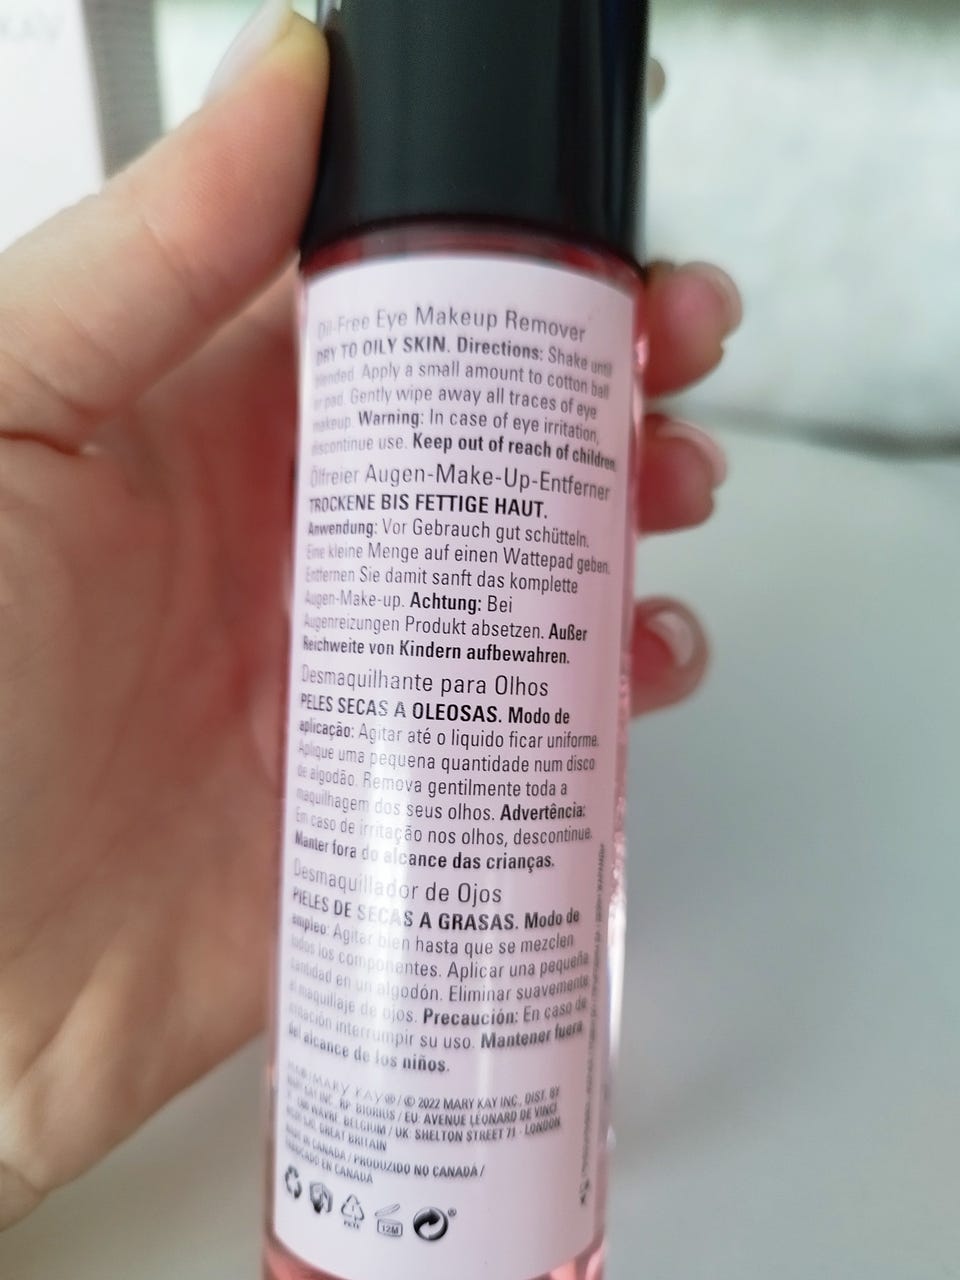 Oil-Free Eye Makeup Remover
DRY TO OILY SKIN. Directions: Shake until
blended. Apply a small amount to cotton ball
or pad. Gently wipe away all traces of eye
makeup. Warning: In case of eye irritation,
discontinue use. Keep out of reach of children.
Ölfreier Augen-Make-Up-Entferner
TROCKENE BIS FETTIGE HAUT.
Anwendung: Vor Gebrauch gut schütteln.
Eine kleine Menge auf einen Wattepad geben.
Entfernen Sie damit sanft das komplette
Augen-Make-up. Achtung: Bei
Augenreizungen Produkt absetzen. Außer
Reichweite von Kindern aufbewahren.
Desmaquilhante para Olhos
PELES SECAS A OLEOSAS. Modo de
aplicação: Agitar até o liquido ficar uniforme.
Aplique uma pequena quantidade num disco
de algodão. Remova gentilmente toda a
maquilhagem dos seus olhos. Advertência:
Em caso de irritação nos olhos, descontinue.
Manter fora do alcance das crianças.
Desmaquillador de Ojos
PIELES DE SECAS A GRASAS. Modo de
empleo: Agitar bien hasta que se mezclen
todos los componentes. Aplicar una pequeña
cantidad en un algodón. Eliminar suavemente
el maquillaje de ojos. Precaución: En caso de
irritación interrumpir su uso. Mantener fuera
del alcance de los niños.
MARY KAY® / © 2022 MARY KAY INC., DIST. BY
MARY KAY INC. RP: BIORIUS / EU: AVENUE LÉONARD DE VINCI
WAVRE, BELGIUM / UK: SHELTON STREET 71 - LONDON
GREAT BRITAIN
MADE IN CANADA / PRODUZIDO NO CANADÁ /
FABRICADO EN CANADÁ
PETE 12M ®